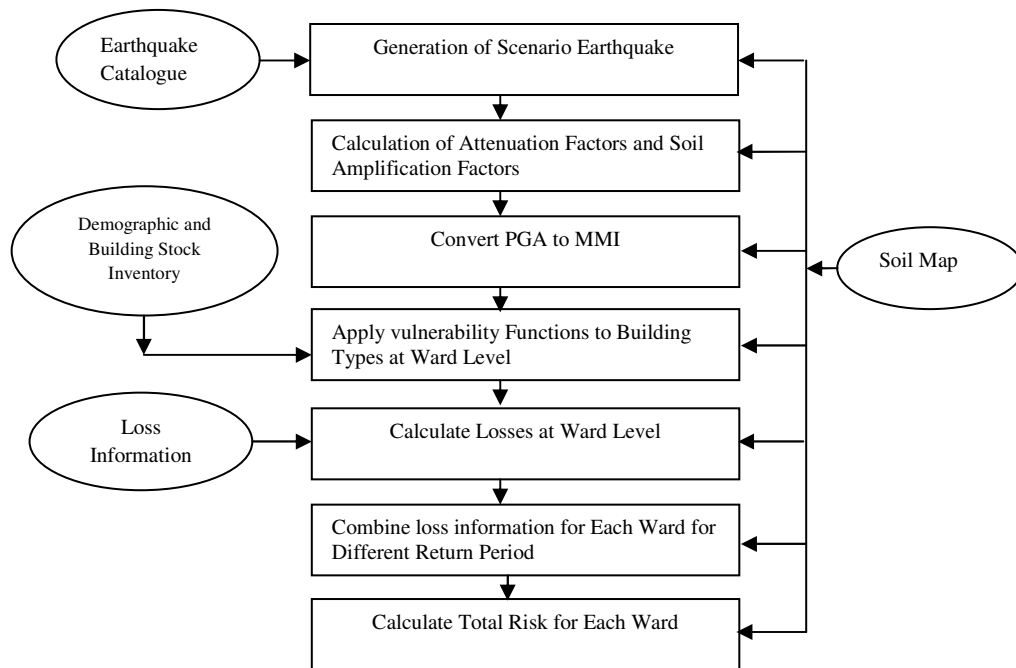 Earthquake
Catalogue
Generation of Scenario Earthquake
Calculation of Attenuation Factors and Soil
Amplification Factors
Demographic and
Building Stock
Inventory
Convert PGA to MMI
Soil Map
Apply vulnerability Functions to Building
Types at Ward Level
Loss
Information
Calculate Losses at Ward Level
Combine loss information for Each Ward for
Different Return Period
Calculate Total Risk for Each Ward